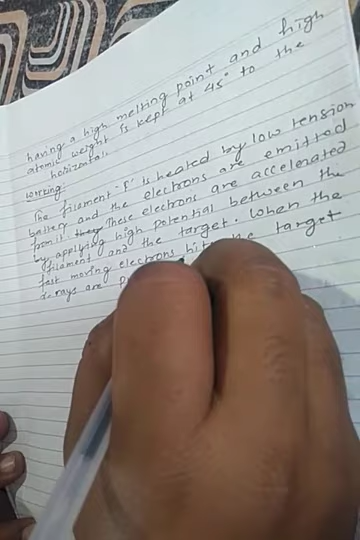 having a high melting point and high
atomic weight is kept at 45° to the
horizontal.
Working:
The filament 'F' is heated by low tension
battery and the electrons are emitted
from it. they These electrons are accelerated
by applying high potential between the
filament and the target. When the
fast moving electrons hits the target
x-rays are